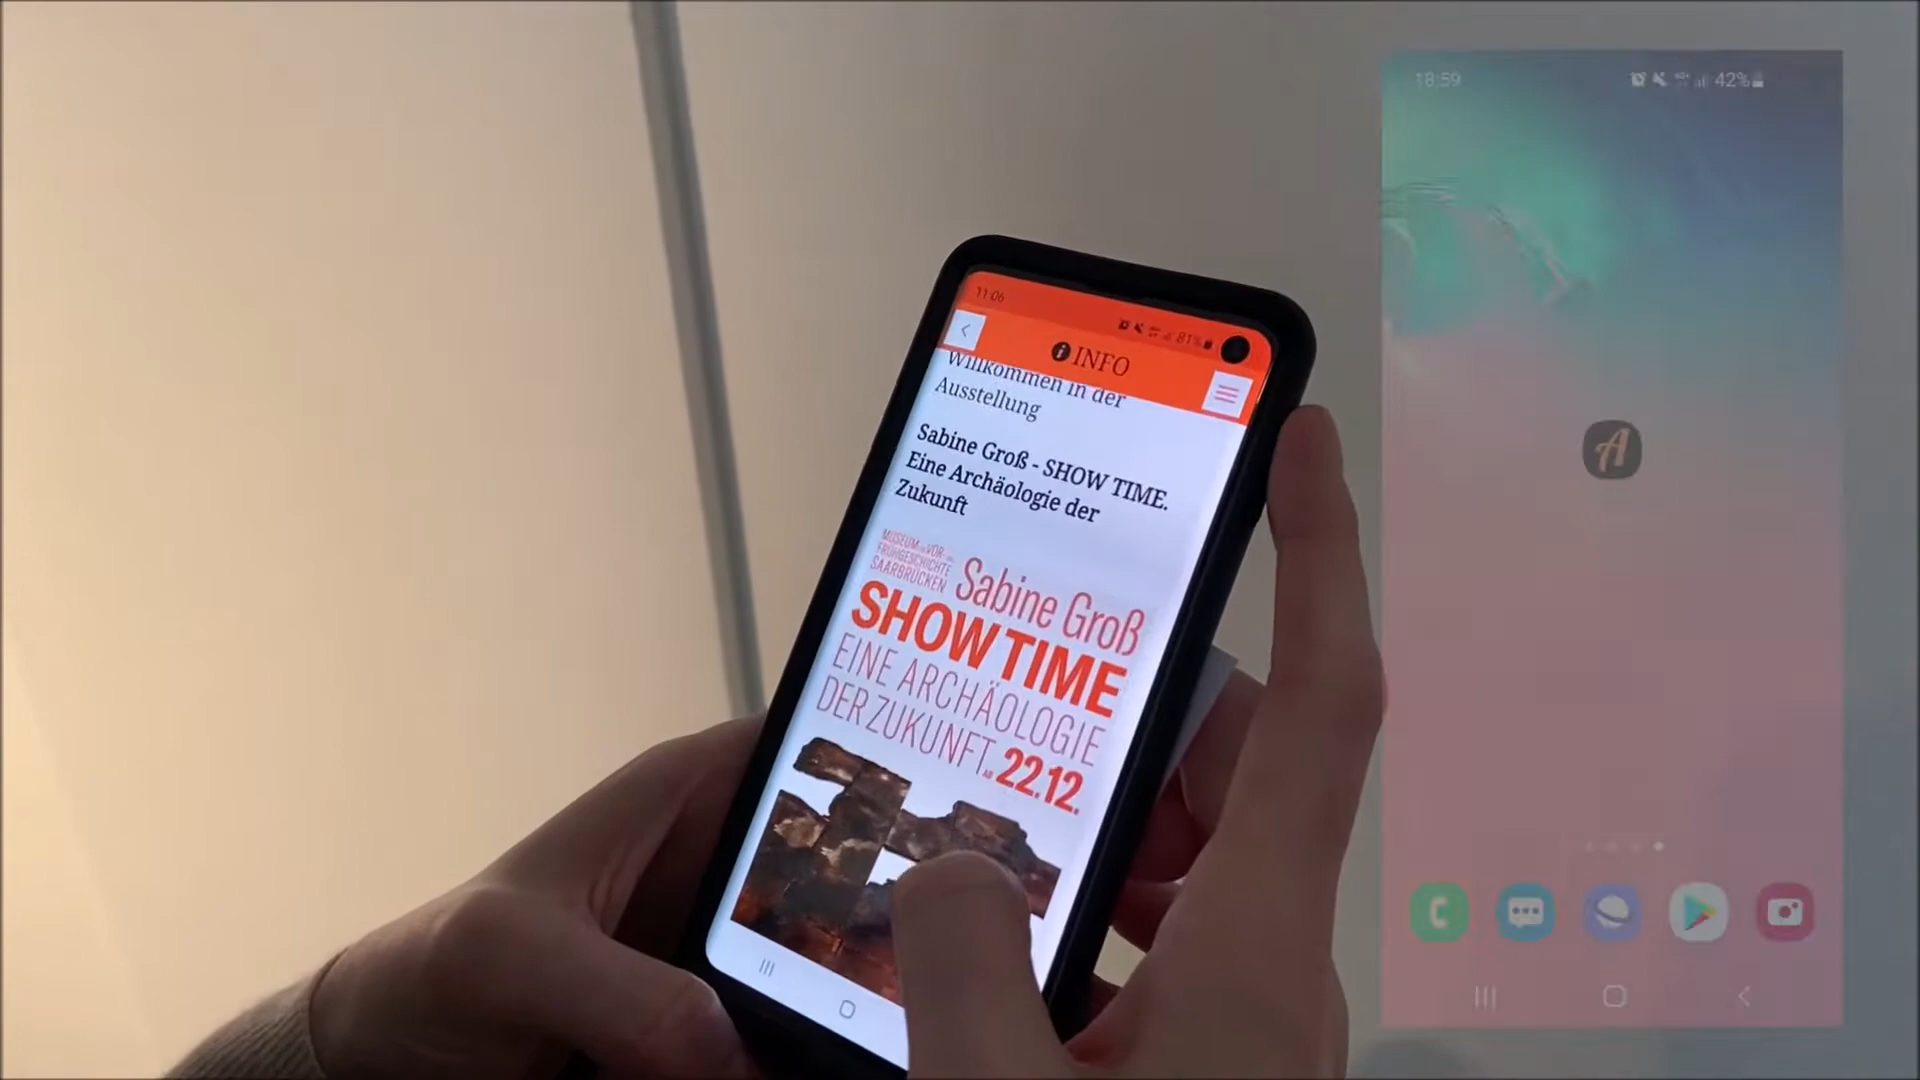 11:06
81%
INFO
Willkommen in der
Ausstellung
Sabine Groß - SHOW TIME.
Eine Archäologie der
Zukunft
MUSEUM VOR-
FRÜHGESCHICHTE
SAARBRÜCKEN
Sabine Groß
SHOW TIME
EINE ARCHÄOLOGIE
DER ZUKUNFT.
AB 22.12.
18:59
42%
A